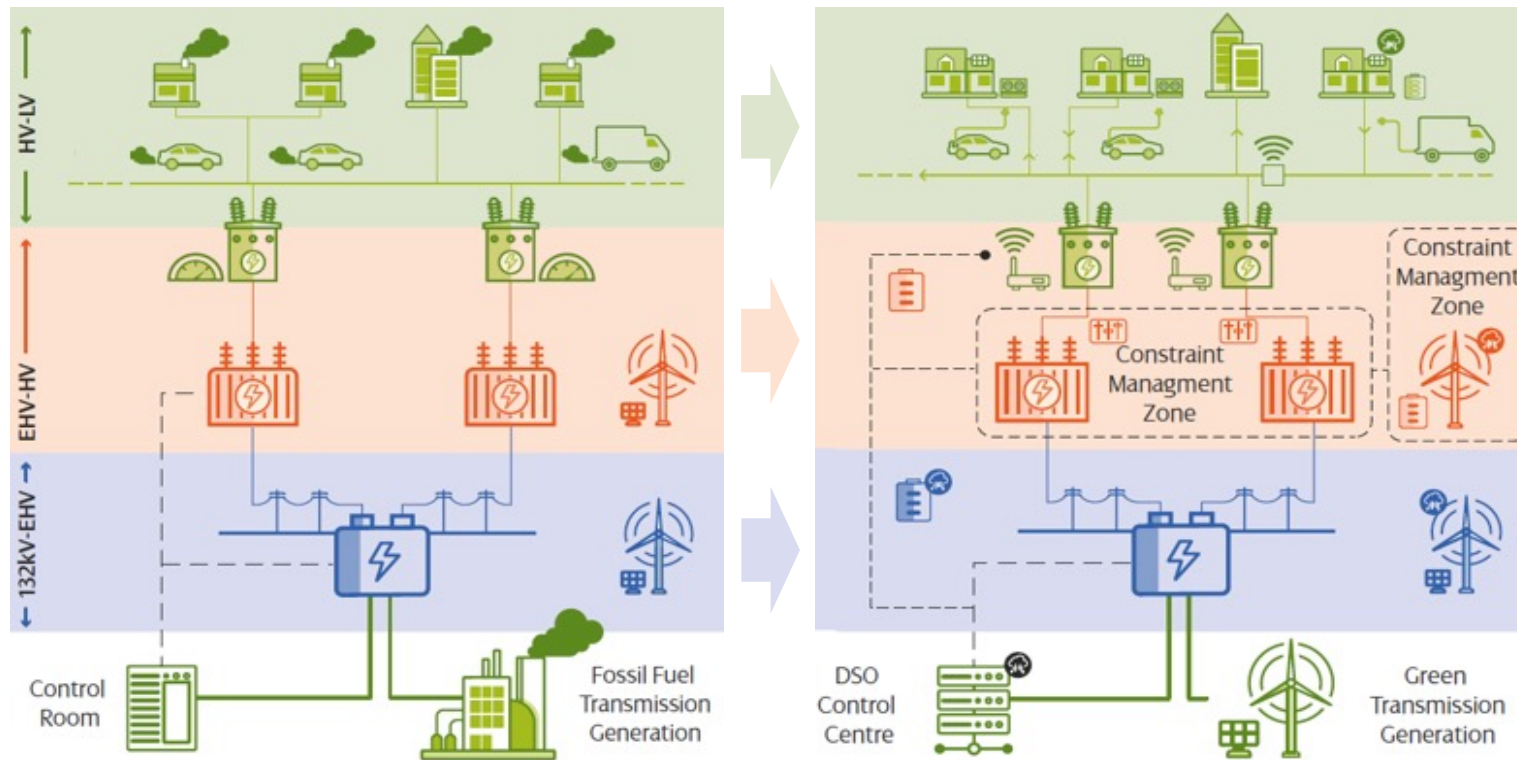 HV-LV
EHV-HV
132kV-EHV
Control
Room
Fossil Fuel
Transmission
Generation
Constraint
Managment
Zone
Constraint
Managment
Zone
DSO
Control
Centre
Green
Transmission
Generation